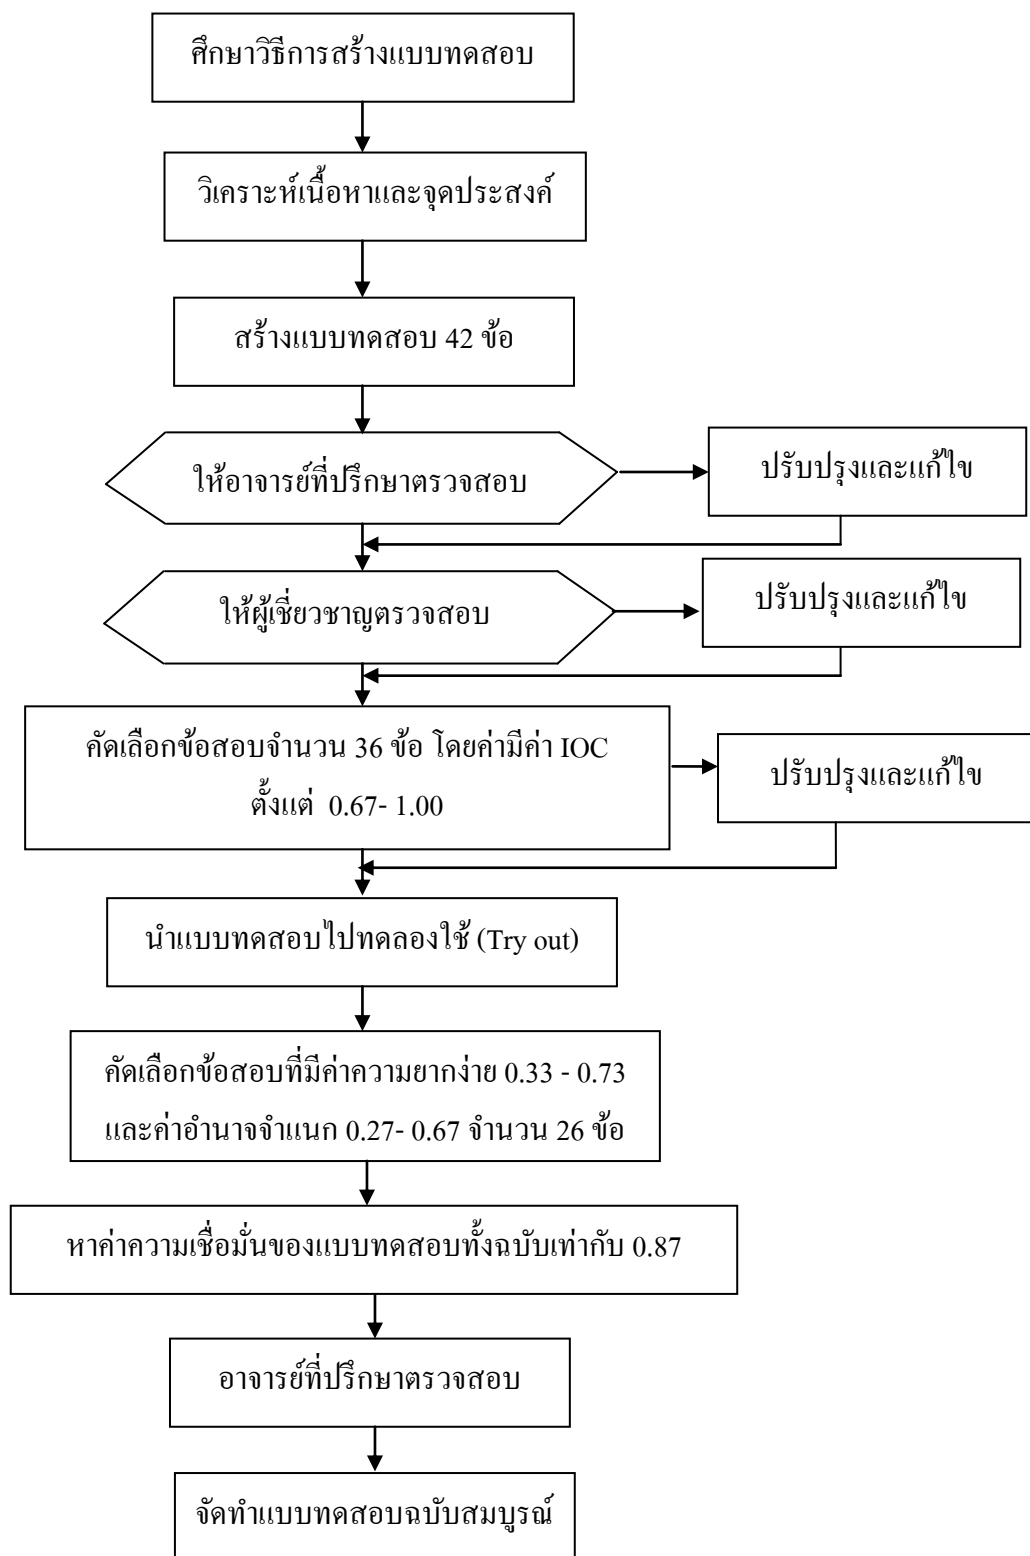 ศึกษาวิธีการสร้างแบบทดสอบ
วิเคราะห์เนื้อหาและจุดประสงค์
สร้างแบบทดสอบ 42 ข้อ
ให้อาจารย์ที่ปรึกษาตรวจสอบ
ปรับปรุงและแก้ไข
ให้ผู้เชี่ยวชาญตรวจสอบ
ปรับปรุงและแก้ไข
คัดเลือกข้อสอบจำนวน 36 ข้อ โดยค่ามีค่า IOC
ตั้งแต่ 0.67- 1.00
ปรับปรุงและแก้ไข
นำแบบทดสอบไปทดลองใช้ (Try out)
คัดเลือกข้อสอบที่มีค่าความยากง่าย 0.33 - 0.73
และค่าอำนาจจำแนก 0.27- 0.67 จำนวน 26 ข้อ
หาค่าความเชื่อมั่นของแบบทดสอบทั้งฉบับเท่ากับ 0.87
อาจารย์ที่ปรึกษาตรวจสอบ
จัดทำแบบทดสอบฉบับสมบูรณ์